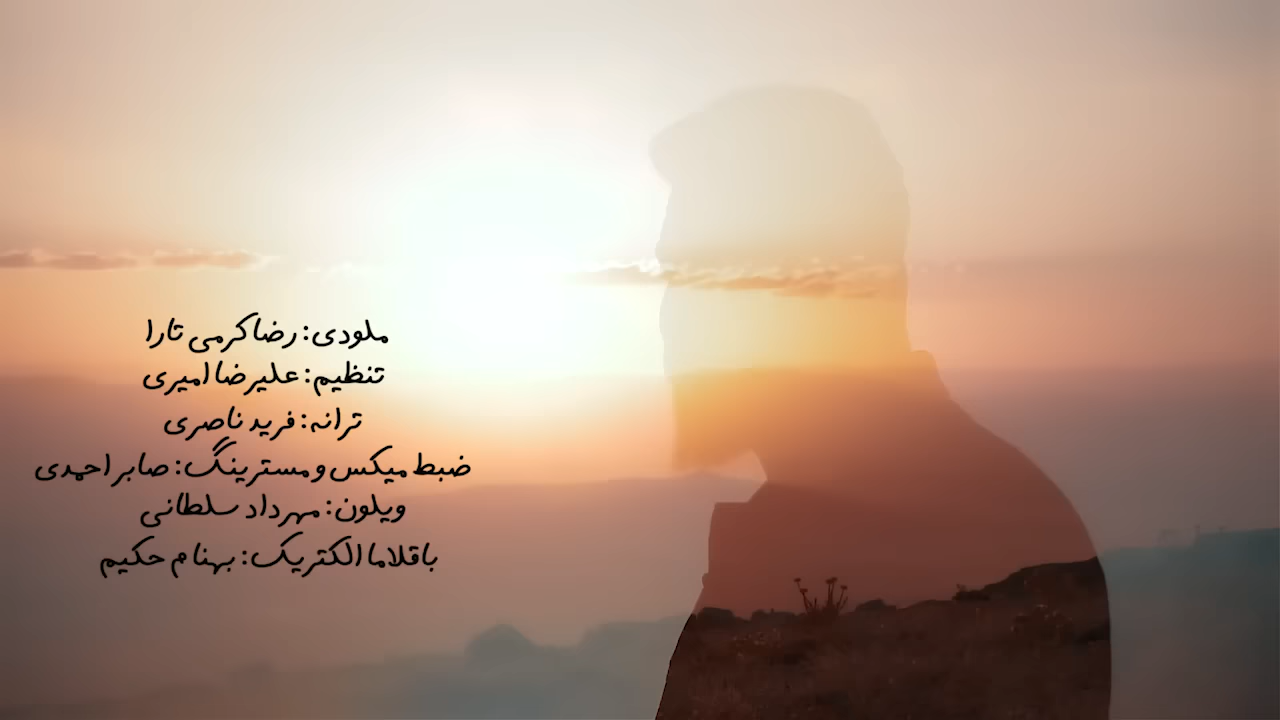 ملودی: رضا کرمی تارا
تنظیم: علیرضا امیری
ترانه: فرید ناصری
ضبط میکس و مسترینگ: صابر احمدی
ویلون: مهرداد سلطانی
باقلاما الکتریک: بهنام حکیم